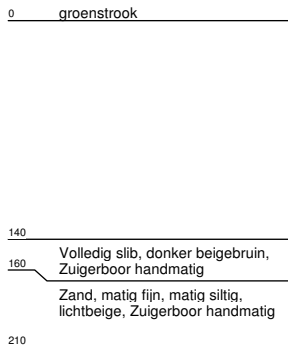 0 groenstrook
140
Volledig slib, donker beigebruin,
160 Zuigerboor handmatig
Zand, matig fijn, matig siltig,
lichtbeige, Zuigerboor handmatig
210